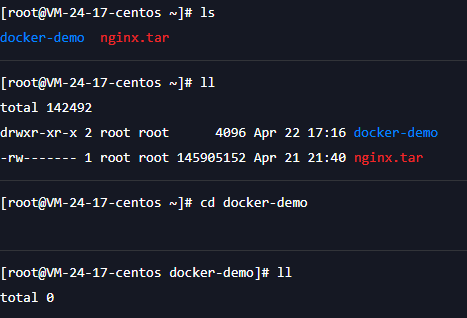 [root@VM-24-17-centos ~]# ls
docker-demo  nginx.tar
[root@VM-24-17-centos ~]# ll
total 142492
drwxr-xr-x 2 root root      4096 Apr 22 17:16 docker-demo
-rw------- 1 root root 145905152 Apr 21 21:40 nginx.tar
[root@VM-24-17-centos ~]# cd docker-demo
[root@VM-24-17-centos docker-demo]# ll
total 0